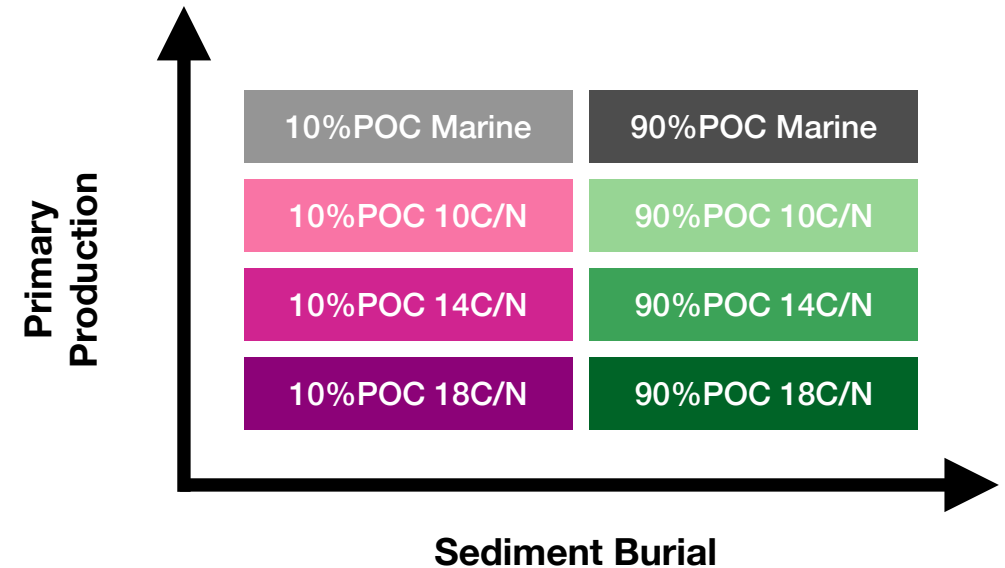 Primary
Production
10%POC Marine
90%POC Marine
10%POC 10C/N
90%POC 10C/N
10%POC 14C/N
90%POC 14C/N
10%POC 18C/N
90%POC 18C/N
Sediment Burial